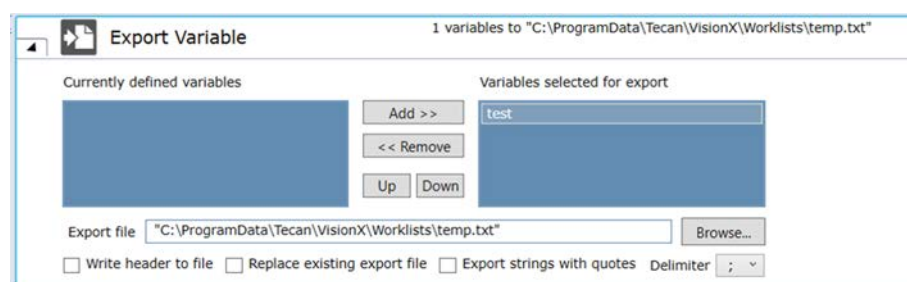 Export Variable
1 variables to "C:\ProgramData\Tecan\VisionX\Worklists\temp.txt"
Currently defined variables
Variables selected for export
Add >>
test
<< Remove
Up Down
Export file "C:\ProgramData\Tecan\VisionX\Worklists\temp.txt" Browse...
Write header to file Replace existing export file Export strings with quotes Delimiter ;